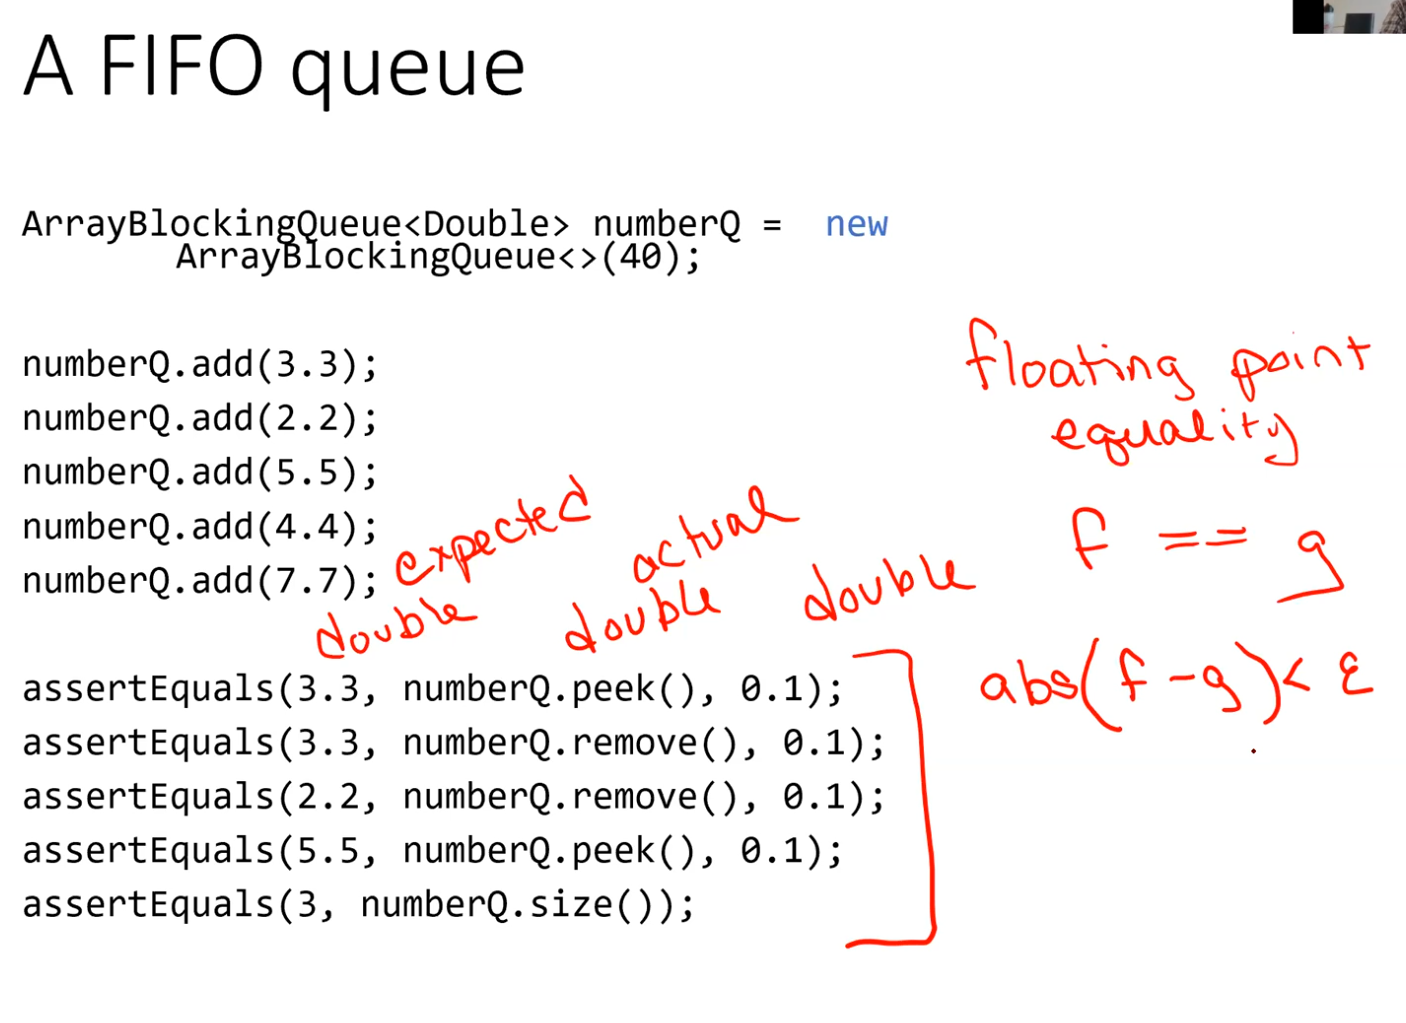 A FIFO queue
ArrayBlockingQueue<Double> numberQ = new
ArrayBlockingQueue<>(40);
numberQ.add(3.3);
numberQ.add(2.2);
numberQ.add(5.5);
numberQ.add(4.4);
numberQ.add(7.7);
expected actual
double double double
assertEquals(3.3, numberQ.peek(), 0.1);
assertEquals(3.3, numberQ.remove(), 0.1);
assertEquals(2.2, numberQ.remove(), 0.1);
assertEquals(5.5, numberQ.peek(), 0.1);
assertEquals(3, numberQ.size());
floating point
equality
f == g
abs(f-g)< ε